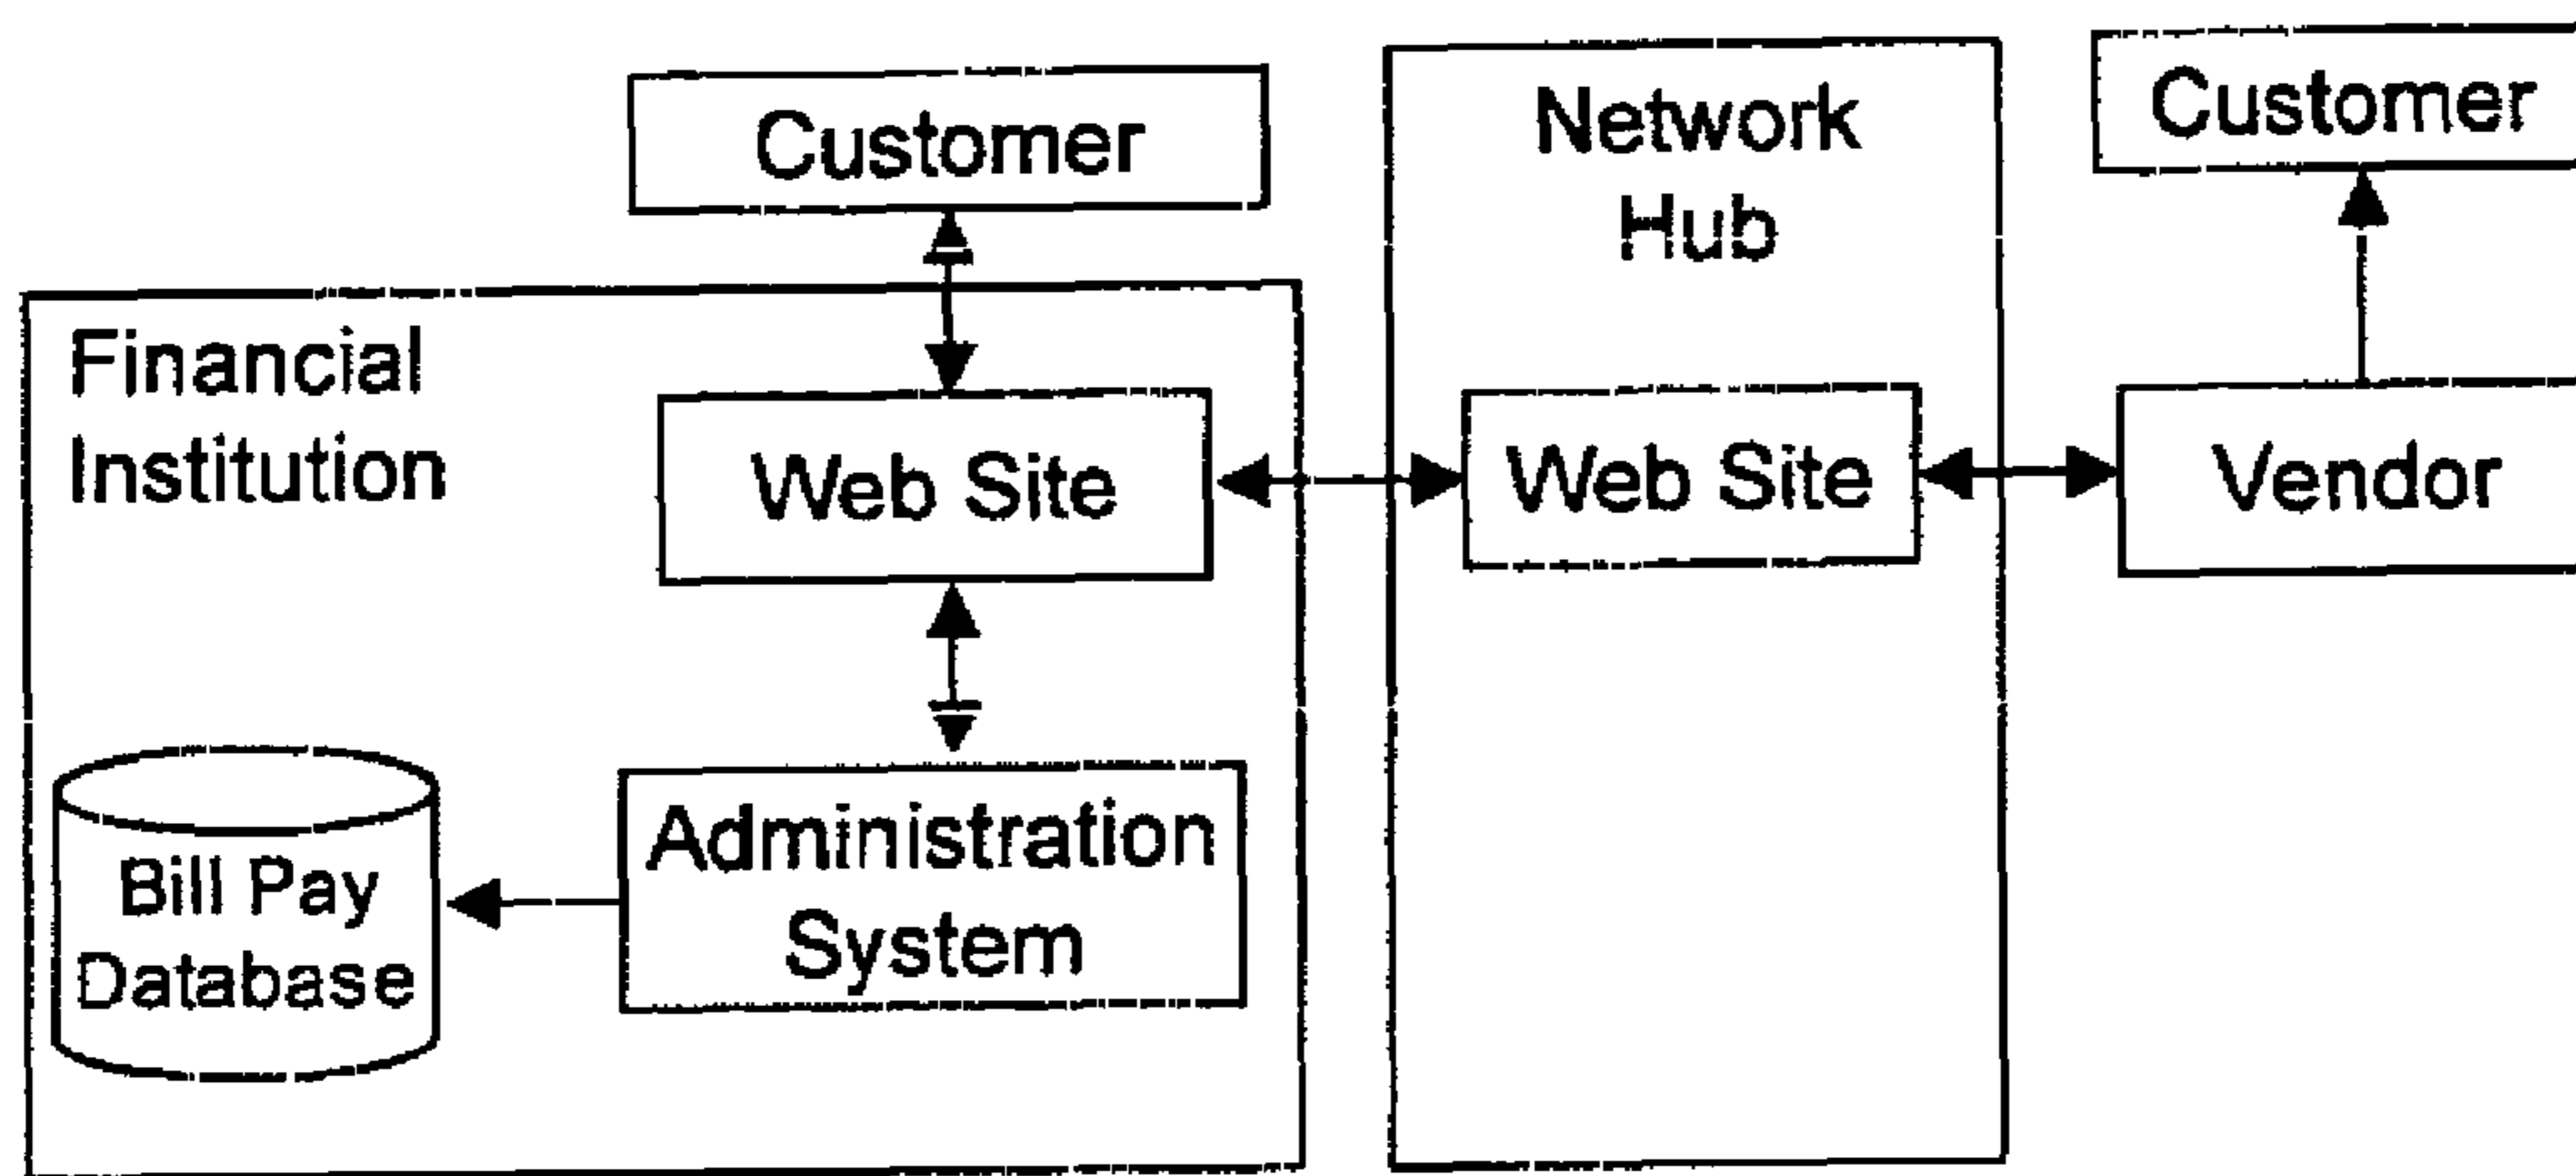 Customer
Network
Hub
Customer
Financial
Institution
Web Site
Web Site
Vendor
Administration
System
Bill Pay
Database